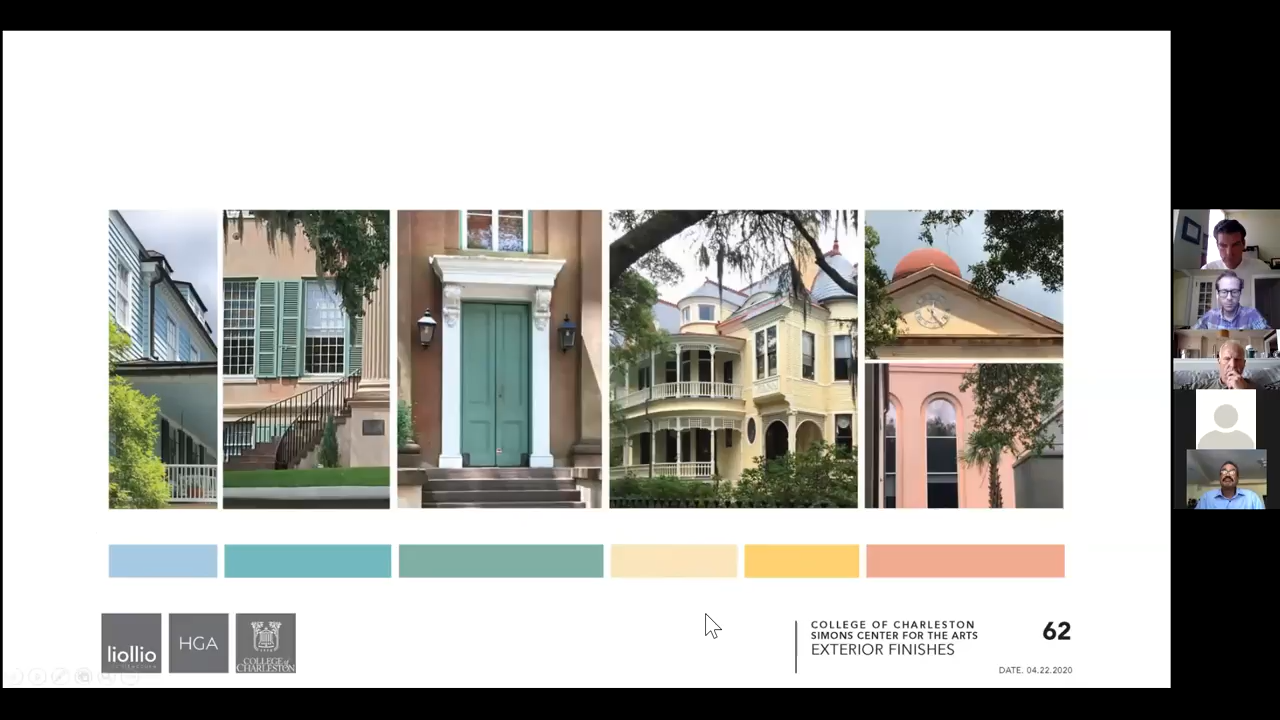 liollio
HGA
COLLEGE of
CHARLESTON
COLLEGE OF CHARLESTON
SIMONS CENTER FOR THE ARTS
EXTERIOR FINISHES
62
DATE. 04.22.2020